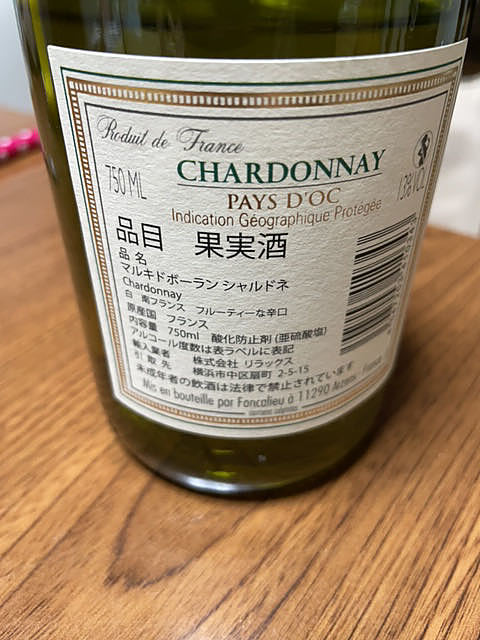 Produit de France
CHARDONNAY
750 ML
13% VOL
PAYS D'OC
Indication Géographique Protégée
品目 果実酒
品名
マルキドボーラン シャルドネ
Chardonnay
白 南フランス フルーティーな辛口
原産国 フランス
内容量 750ml 酸化防止剤 (亜硫酸塩)
アルコール度数は表ラベルに表記
輸入業者 株式会社 リラックス
引取先 横浜市中区扇町 2-5-15
未成年者の飲酒は法律で禁止されています
Mis en bouteille par Foncalieu à 11290 Arzens